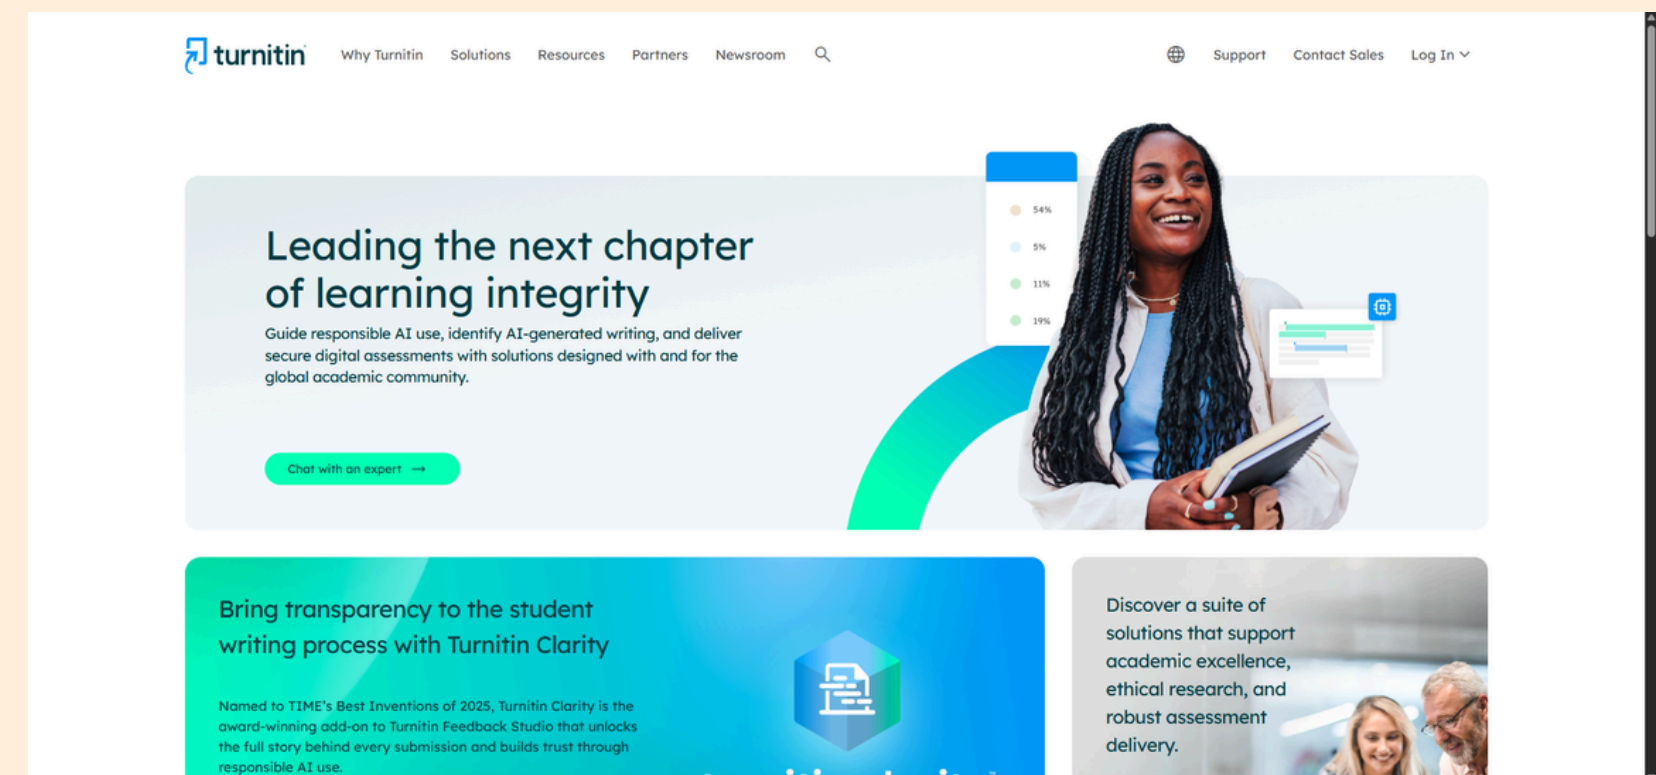 turnitin
Why Turnitin
Solutions
Resources
Partners
Newsroom
Support
Contact Sales
Log In
Leading the next chapter
of learning integrity
Guide responsible AI use, identify AI-generated writing, and deliver
secure digital assessments with solutions designed with and for the
global academic community.
Chat with an expert →
54%
5%
11%
19%
Bring transparency to the student
writing process with Turnitin Clarity
Named to TIME's Best Inventions of 2025, Turnitin Clarity is the
award-winning add-on to Turnitin Feedback Studio that unlocks
the full story behind every submission and builds trust through
responsible AI use.
Discover a suite of
solutions that support
academic excellence,
ethical research, and
robust assessment
delivery.